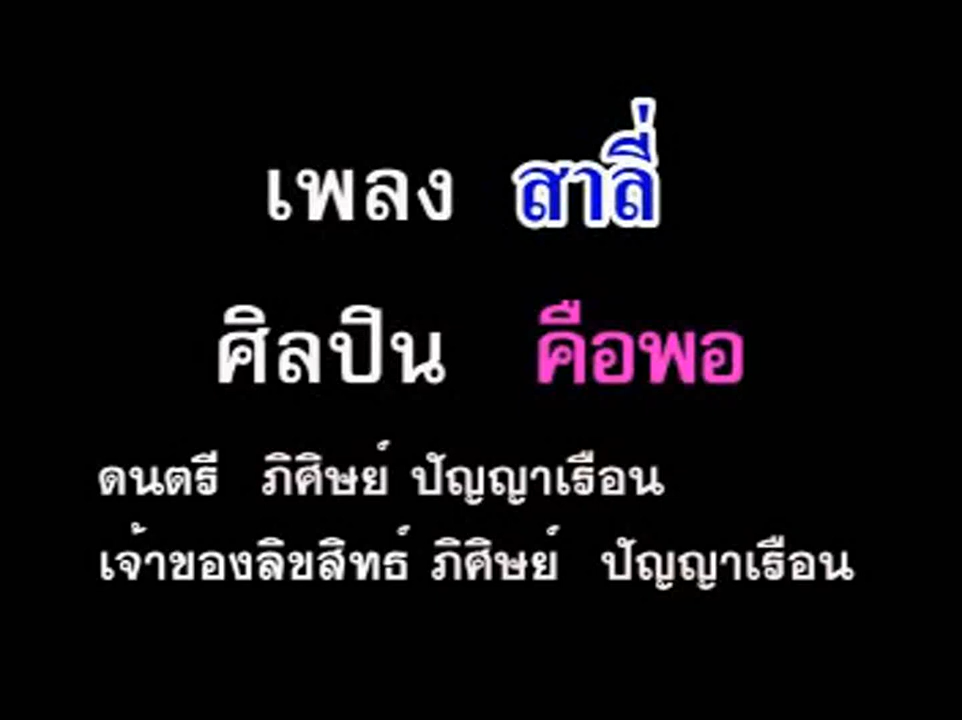 เพลง สาลี่
ศิลปิน คือพอ
ดนตรี ภิศิษย์ ปัญญาเรือน
เจ้าของลิขสิทธ์ ภิศิษย์ ปัญญาเรือน